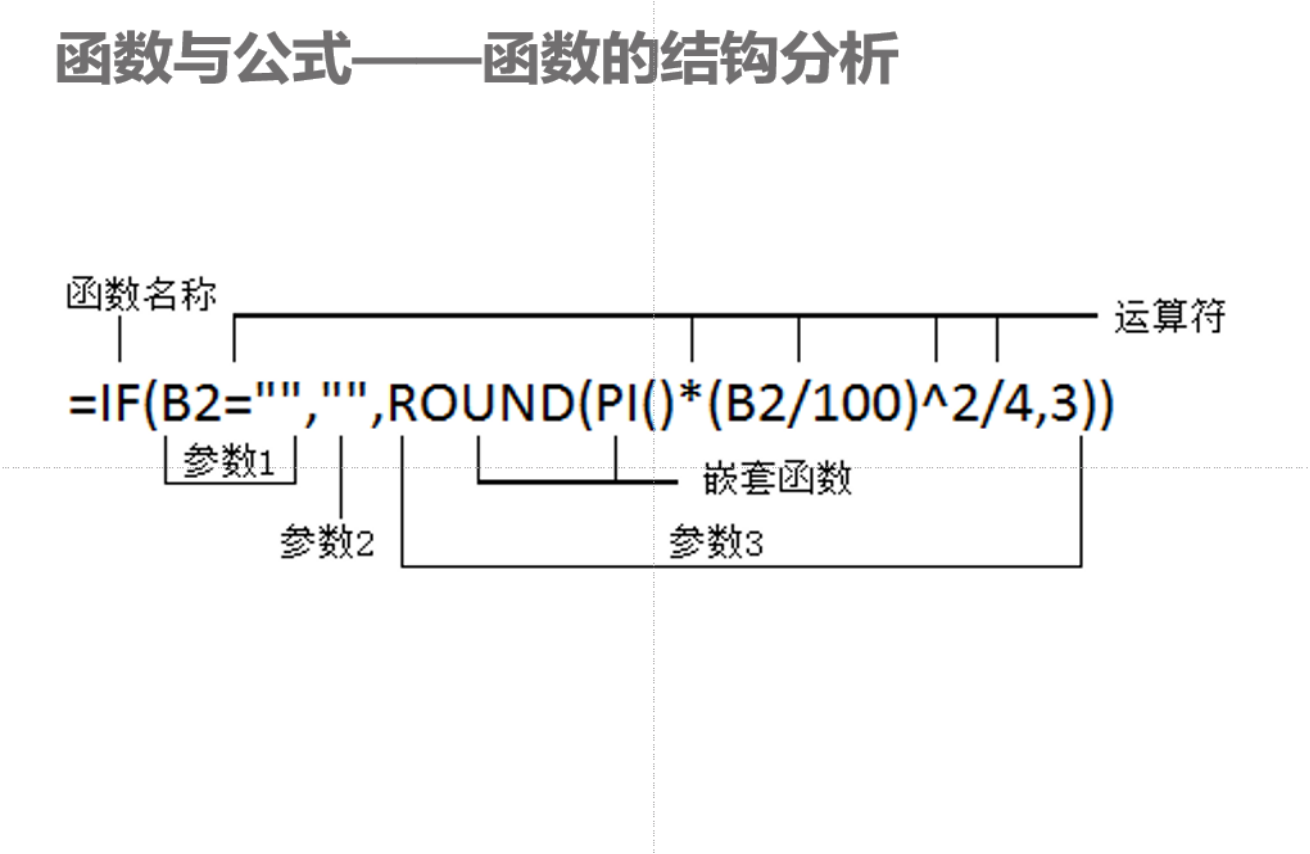 函数与公式——函数的结钩分析
函数名称
运算符
=IF(B2="","",ROUND(PI()*(B2/100)^2/4,3))
参数1
嵌套函数
参数2
参数3